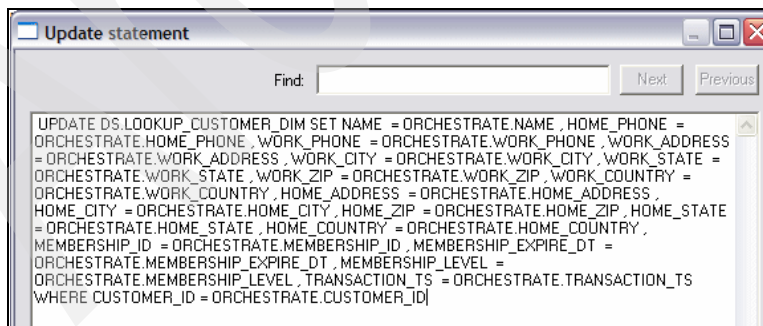 Update statement
Find:
Next
Previous
UPDATE DS.LOOKUP_CUSTOMER_DIM SET NAME = ORCHESTRATE.NAME , HOME_PHONE =
ORCHESTRATE.HOME_PHONE , WORK_PHONE = ORCHESTRATE.WORK_PHONE , WORK_ADDRESS
= ORCHESTRATE.WORK_ADDRESS , WORK_CITY = ORCHESTRATE.WORK_CITY , WORK_STATE =
ORCHESTRATE.WORK_STATE , WORK_ZIP = ORCHESTRATE.WORK_ZIP , WORK_COUNTRY =
ORCHESTRATE.WORK_COUNTRY , HOME_ADDRESS = ORCHESTRATE.HOME_ADDRESS ,
HOME_CITY = ORCHESTRATE.HOME_CITY , HOME_ZIP = ORCHESTRATE.HOME_ZIP , HOME_STATE
= ORCHESTRATE.HOME_STATE , HOME_COUNTRY = ORCHESTRATE.HOME_COUNTRY ,
MEMBERSHIP_ID = ORCHESTRATE.MEMBERSHIP_ID , MEMBERSHIP_EXPIRE_DT =
ORCHESTRATE.MEMBERSHIP_EXPIRE_DT , MEMBERSHIP_LEVEL =
ORCHESTRATE.MEMBERSHIP_LEVEL , TRANSACTION_TS = ORCHESTRATE.TRANSACTION_TS
WHERE CUSTOMER_ID = ORCHESTRATE.CUSTOMER_ID